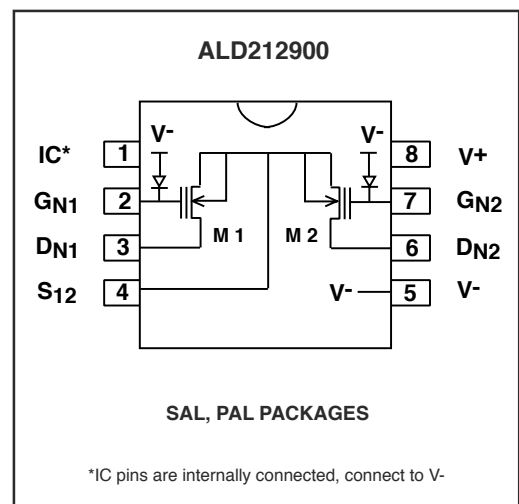 ALD212900
V- V-
IC* 1 8 V+
GN1 2 7 GN2
DN1 3 M 1 M 2 6 DN2
S12 4 V- 5 V-
SAL, PAL PACKAGES
*IC pins are internally connected, connect to V-